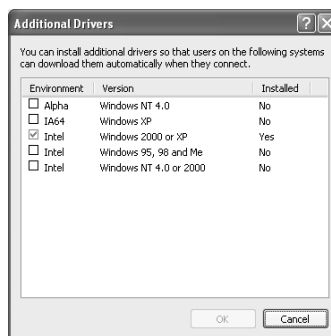 Additional Drivers
You can install additional drivers so that users on the following systems
can download them automatically when they connect.
Environment Version Installed
Alpha Windows NT 4.0 No
IA64 Windows XP No
Intel Windows 2000 or XP Yes
Intel Windows 95, 98 and Me No
Intel Windows NT 4.0 or 2000 No
OK Cancel